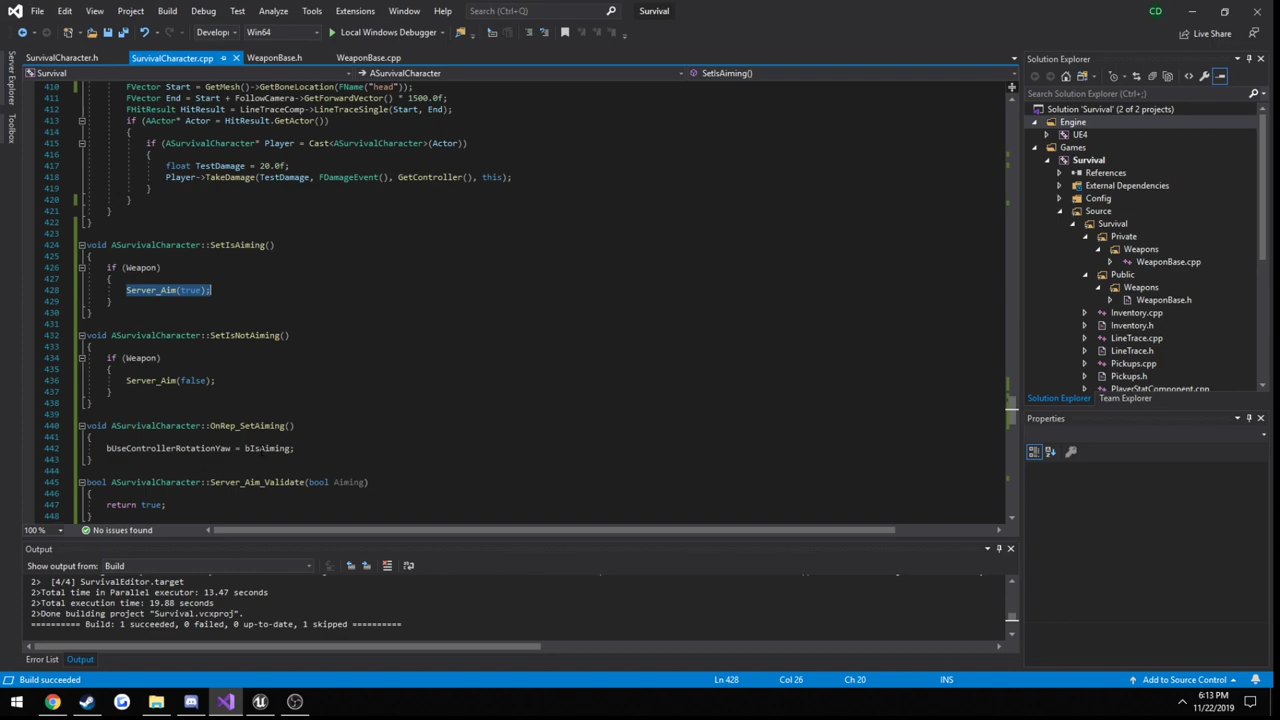 File Edit View Project Build Debug Test Analyze Tools Extensions Window Help Search (Ctrl+Q) Survival CD
Develop Win64 Local Windows Debugger Live Share
SurvivalCharacter.h SurvivalCharacter.cpp WeaponBase.h WeaponBase.cpp
Survival ASurvivalCharacter SetIsAiming()
410 FVector Start = GetMesh()->GetBoneLocation(FName("head"));
411 FVector End = Start + FollowCamera->GetForwardVector() * 1500.0f;
412 FHitResult HitResult = LineTraceComp->LineTraceSingle(Start, End);
413 if (AActor* Actor = HitResult.GetActor())
414 {
415 if (ASurvivalCharacter* Player = Cast<ASurvivalCharacter>(Actor))
416 {
417 float TestDamage = 20.0f;
418 Player->TakeDamage(TestDamage, FDamageEvent(), GetController(), this);
419 }
420 }
421 }
422 }
423
424 void ASurvivalCharacter::SetIsAiming()
425 {
426 if (Weapon)
427 {
428 Server_Aim(true);
429 }
430 }
431
432 void ASurvivalCharacter::SetIsNotAiming()
433 {
434 if (Weapon)
435 {
436 Server_Aim(false);
437 }
438 }
439
440 void ASurvivalCharacter::OnRep_SetAiming()
441 {
442 bUseControllerRotationYaw = bIsAiming;
443 }
444
445 bool ASurvivalCharacter::Server_Aim_Validate(bool Aiming)
446 {
447 return true;
448 }
100 % No issues found
Output
Show output from: Build
2> [4/4] SurvivalEditor.target
2>Total time in Parallel executor: 13.47 seconds
2>Total execution time: 19.88 seconds
2>Done building project "Survival.vcxproj".
========== Build: 1 succeeded, 0 failed, 0 up-to-date, 1 skipped ==========
Error List Output
Server Explorer
Toolbox
Solution Explorer
Search Solution Explorer (Ctrl+;)
Solution 'Survival' (2 of 2 projects)
Engine
UE4
Games
Survival
References
External Dependencies
Config
Source
Survival
Private
Weapons
WeaponBase.cpp
Public
Weapons
WeaponBase.h
Inventory.cpp
Inventory.h
LineTrace.cpp
LineTrace.h
Pickups.cpp
Pickups.h
PlayerStatComponent.cpp
Solution Explorer Team Explorer
Properties
Build succeeded Ln 428 Col 26 Ch 20 INS Add to Source Control
6:13 PM
11/22/2019